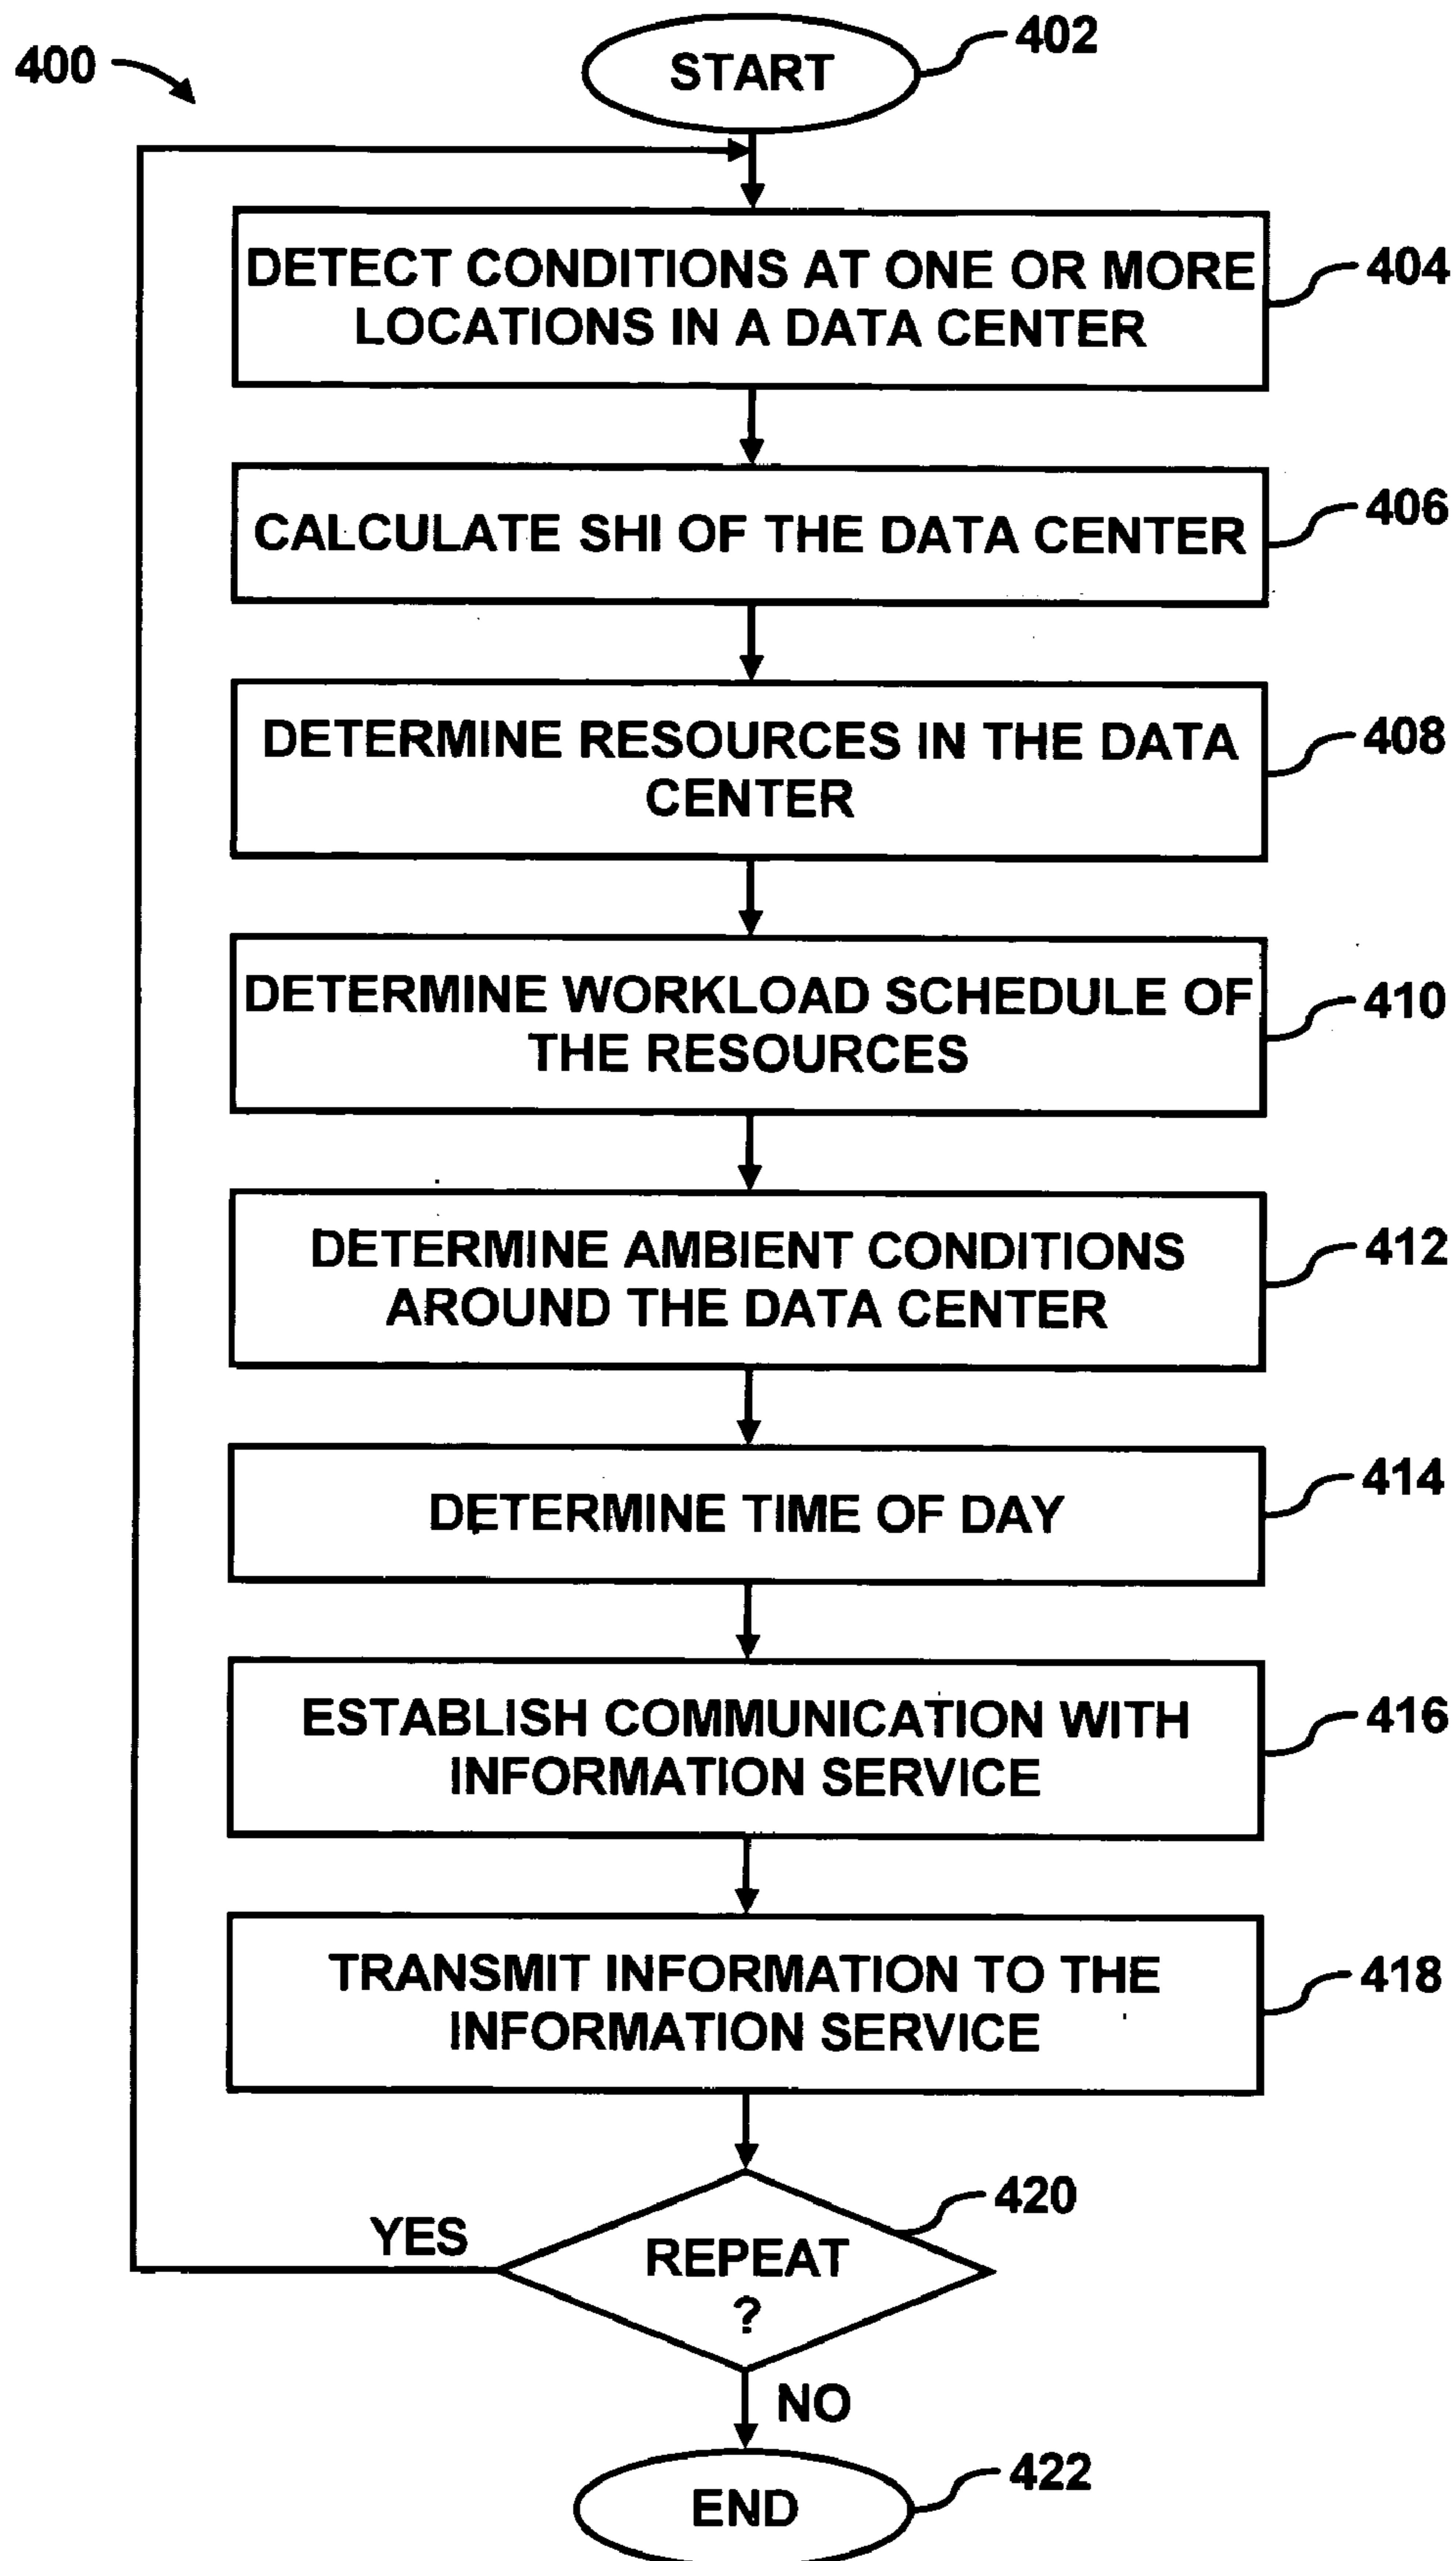 400
START
402
DETECT CONDITIONS AT ONE OR MORE
LOCATIONS IN A DATA CENTER
404
CALCULATE SHI OF THE DATA CENTER
406
DETERMINE RESOURCES IN THE DATA
CENTER
408
DETERMINE WORKLOAD SCHEDULE OF
THE RESOURCES
410
DETERMINE AMBIENT CONDITIONS
AROUND THE DATA CENTER
412
DETERMINE TIME OF DAY
414
ESTABLISH COMMUNICATION WITH
INFORMATION SERVICE
416
TRANSMIT INFORMATION TO THE
INFORMATION SERVICE
418
YES
REPEAT
?
420
NO
END
422